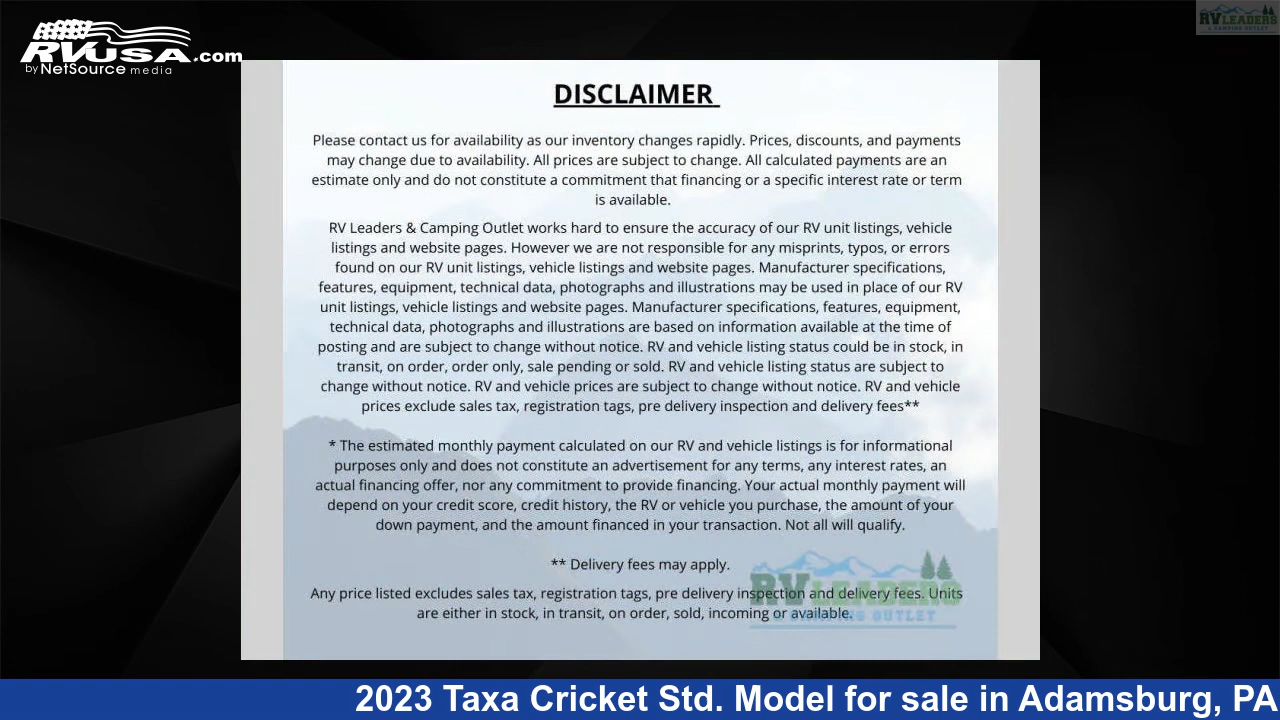 RVUSA.com
by NetSource media
RVLEADERS
& CAMPING OUTLET
DISCLAIMER
Please contact us for availability as our inventory changes rapidly. Prices, discounts, and payments
may change due to availability. All prices are subject to change. All calculated payments are an
estimate only and do not constitute a commitment that financing or a specific interest rate or term
is available.
RV Leaders & Camping Outlet works hard to ensure the accuracy of our RV unit listings, vehicle
listings and website pages. However we are not responsible for any misprints, typos, or errors
found on our RV unit listings, vehicle listings and website pages. Manufacturer specifications,
features, equipment, technical data, photographs and illustrations may be used in place of our RV
unit listings, vehicle listings and website pages. Manufacturer specifications, features, equipment,
technical data, photographs and illustrations are based on information available at the time of
posting and are subject to change without notice. RV and vehicle listing status could be in stock, in
transit, on order, order only, sale pending or sold. RV and vehicle listing status are subject to
change without notice. RV and vehicle prices are subject to change without notice. RV and vehicle
prices exclude sales tax, registration tags, pre delivery inspection and delivery fees**
* The estimated monthly payment calculated on our RV and vehicle listings is for informational
purposes only and does not constitute an advertisement for any terms, any interest rates, an
actual financing offer, nor any commitment to provide financing. Your actual monthly payment will
depend on your credit score, credit history, the RV or vehicle you purchase, the amount of your
down payment, and the amount financed in your transaction. Not all will qualify.
** Delivery fees may apply.
Any price listed excludes sales tax, registration tags, pre delivery inspection and delivery fees. Units
are either in stock, in transit, on order, sold, incoming or available.
RVLEADERS
& CAMPING OUTLET
2023 Taxa Cricket Std. Model for sale in Adamsburg, PA